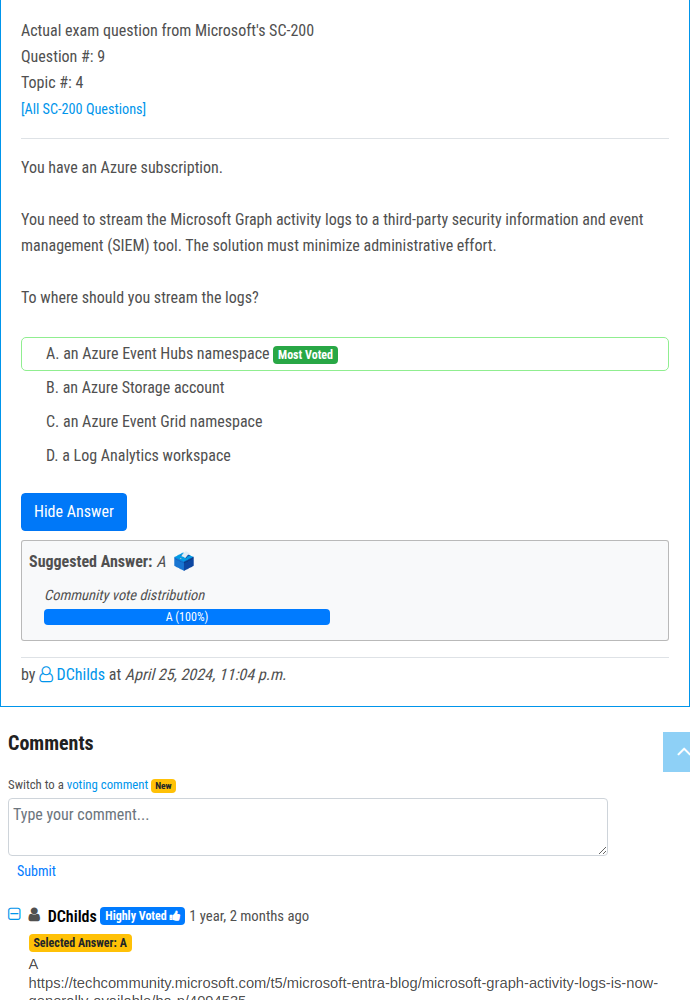 Actual exam question from Microsoft's SC-200
Question #: 9
Topic #: 4
[All SC-200 Questions]
You have an Azure subscription.
You need to stream the Microsoft Graph activity logs to a third-party security information and event
management (SIEM) tool. The solution must minimize administrative effort.
To where should you stream the logs?
A. an Azure Event Hubs namespace Most Voted
B. an Azure Storage account
C. an Azure Event Grid namespace
D. a Log Analytics workspace
Hide Answer
Suggested Answer: A
Community vote distribution
A (100%)
by DChilds at April 25, 2024, 11:04 p.m.
Comments
Switch to a voting comment New
Type your comment...
Submit
DChilds Highly Voted 1 year, 2 months ago
Selected Answer: A
A
https://techcommunity.microsoft.com/t5/microsoft-entra-blog/microsoft-graph-activity-logs-is-now-